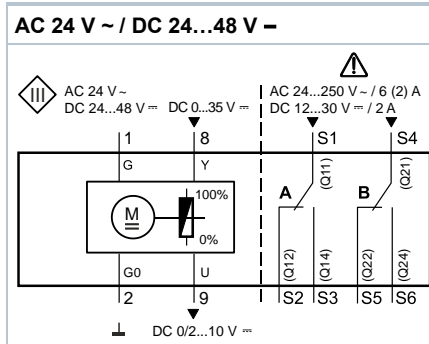 AC 24 V ~ / DC 24...48 V ⎓
III
AC 24 V ~
DC 24...48 V ⎓
DC 0...35 V ⎓
AC 24...250 V ~ / 6 (2) A
DC 12...30 V ⎓ / 2 A
1
8
S1
S4
G
Y
(Q11)
(Q21)
M
100%
0%
A
B
G0
U
(Q12)
(Q14)
(Q22)
(Q24)
2
9
S2
S3
S5
S6
DC 0/2...10 V ⎓